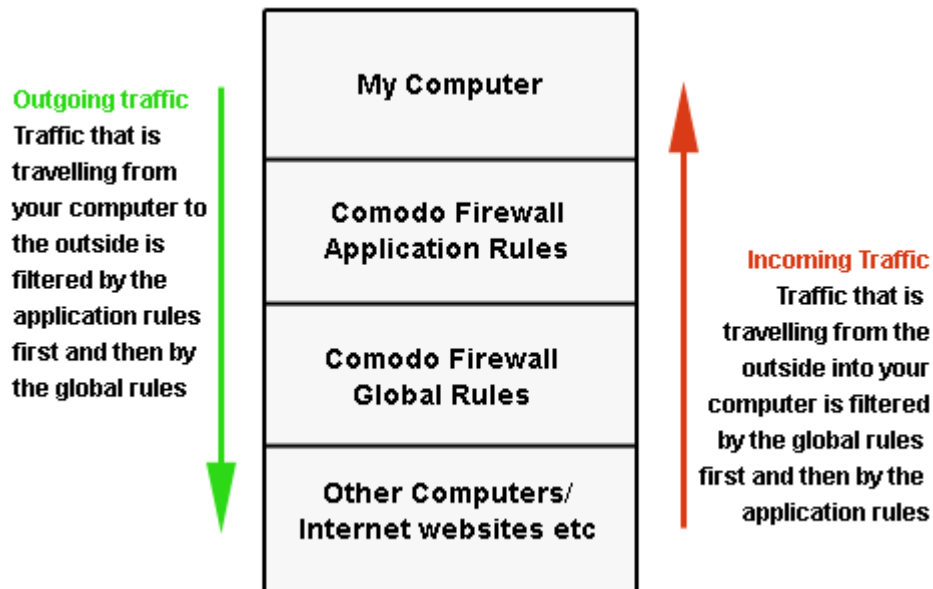 My Computer
Outgoing traffic
Traffic that is
travelling from
your computer to
the outside is
filtered by the
application rules
first and then by
the global rules
Comodo Firewall
Application Rules
Comodo Firewall
Global Rules
Other Computers/
Internet websites etc
Incoming Traffic
Traffic that is
travelling from the
outside into your
computer is filtered
by the global rules
first and then by the
application rules